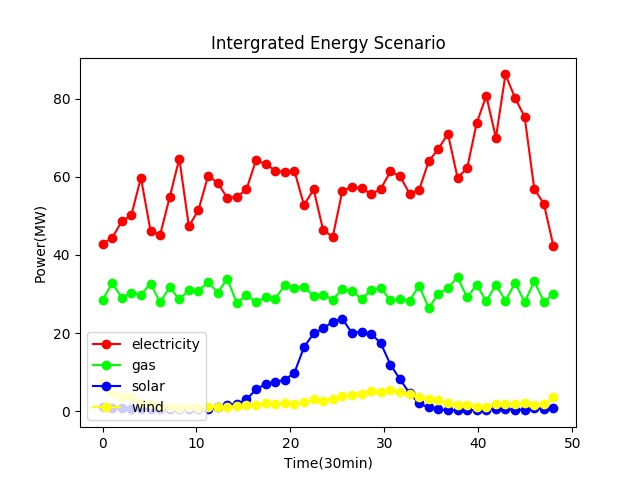 Intergrated Energy Scenario
Power(MW)
80
60
40
20
0
electricity
gas
solar
wind
0 10 20 30 40 50
Time(30min)